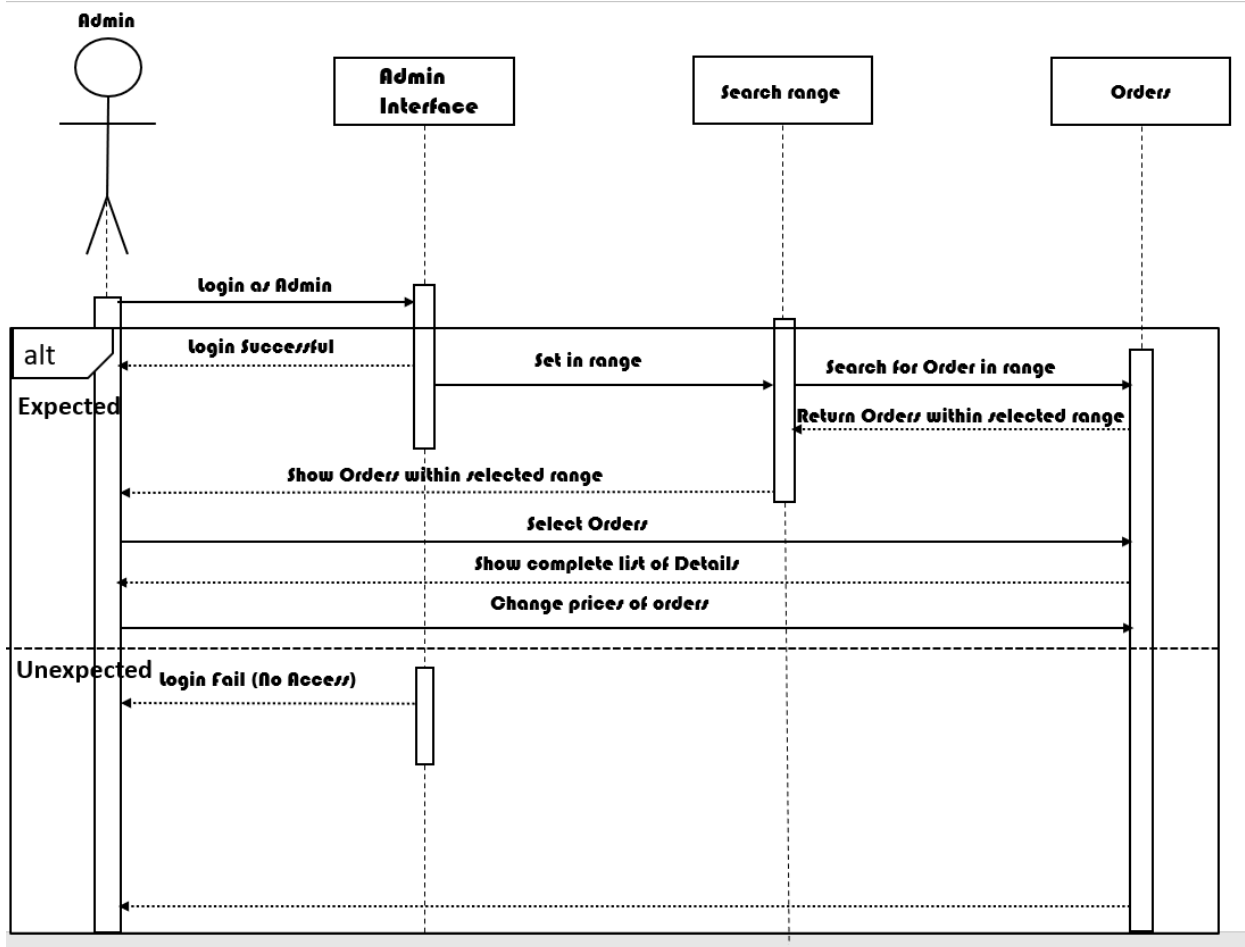 Admin
Admin
Interface
Search range
Orders
Login as Admin
alt
Login Successful
Set in range
Search for Order in range
Expected
Return Orders within selected range
Show Orders within selected range
Select Orders
Show complete list of Details
Change prices of orders
Unexpected
Login Fail (No Access)